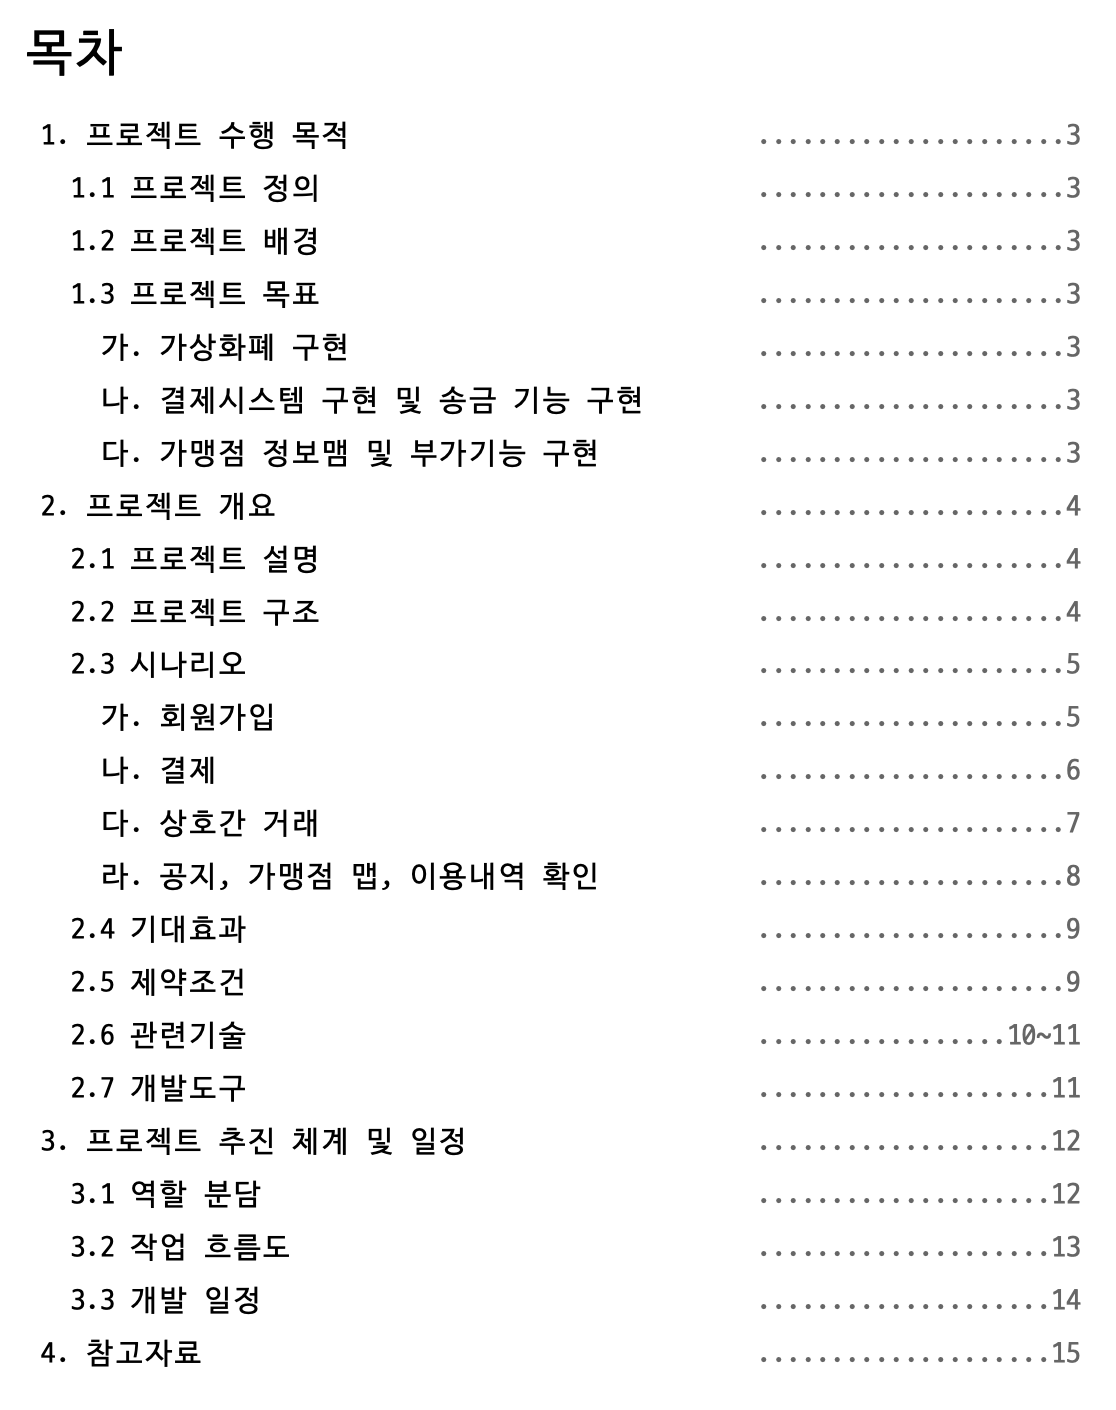 목차
1. 프로젝트 수행 목적 .....................3
1.1 프로젝트 정의 .....................3
1.2 프로젝트 배경 .....................3
1.3 프로젝트 목표 .....................3
가. 가상화폐 구현 .....................3
나. 결제시스템 구현 및 송금 기능 구현 .....................3
다. 가맹점 정보맵 및 부가기능 구현 .....................3
2. 프로젝트 개요 .....................4
2.1 프로젝트 설명 .....................4
2.2 프로젝트 구조 .....................4
2.3 시나리오 .....................5
가. 회원가입 .....................5
나. 결제 .....................6
다. 상호간 거래 .....................7
라. 공지, 가맹점 맵, 이용내역 확인 .....................8
2.4 기대효과 .....................9
2.5 제약조건 .....................9
2.6 관련기술 .................10~11
2.7 개발도구 ....................11
3. 프로젝트 추진 체계 및 일정 ....................12
3.1 역할 분담 ....................12
3.2 작업 흐름도 ....................13
3.3 개발 일정 ....................14
4. 참고자료 ....................15